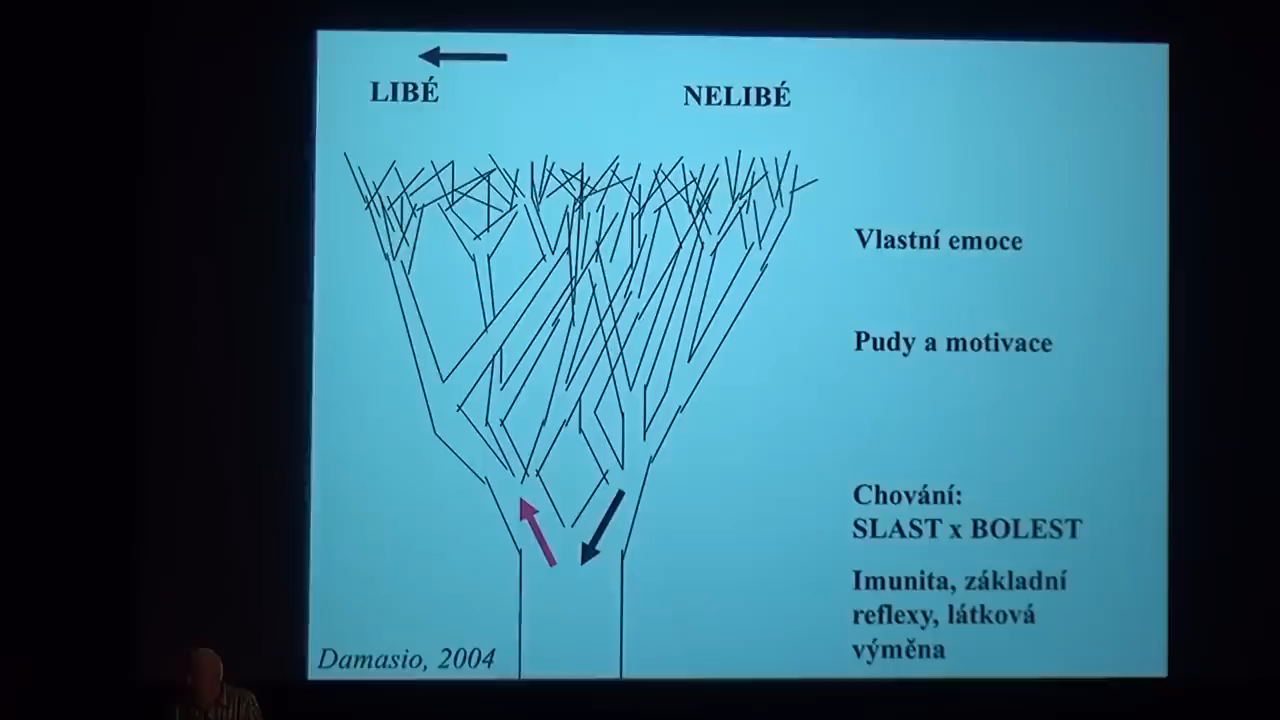 LIBÉ
NELIBÉ
Vlastní emoce
Pudy a motivace
Chování:
SLAST x BOLEST
Imunita, základní
reflexy, látková
výměna
Damasio, 2004